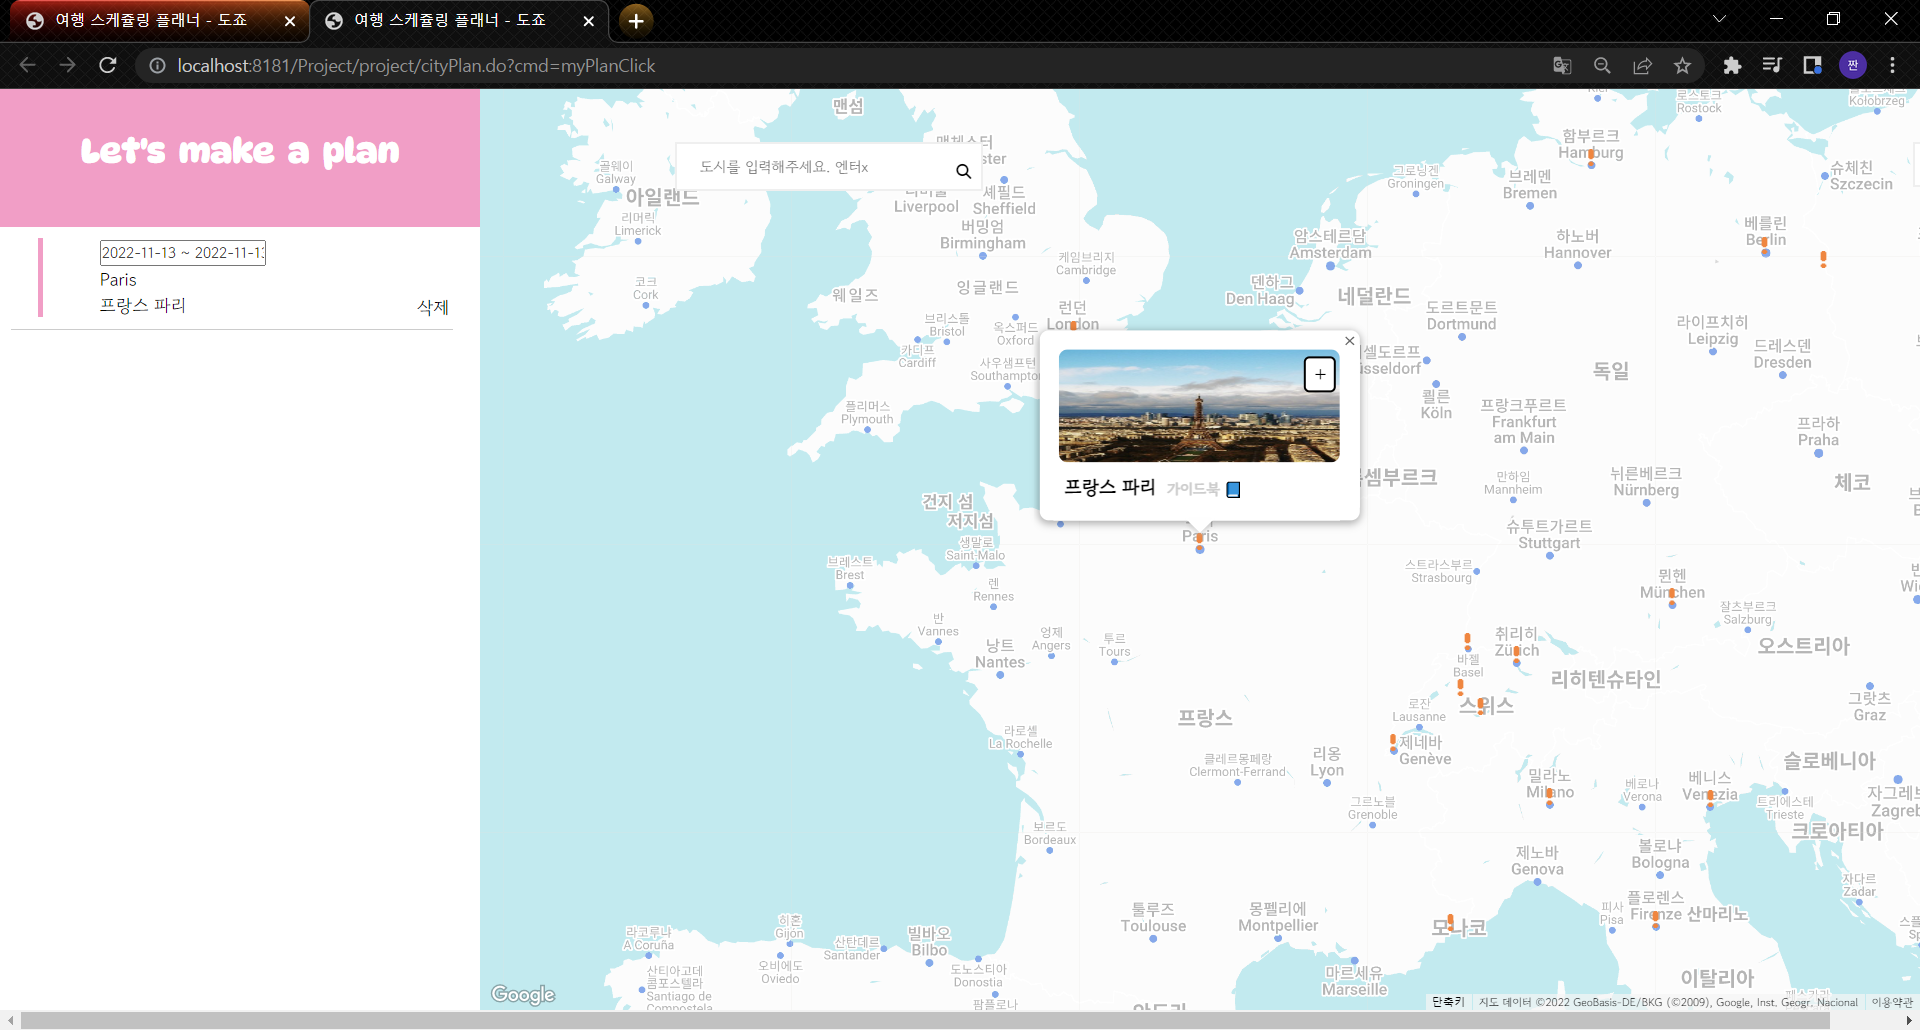 여행 스케쥴링 플래너 - 도죠
여행 스케쥴링 플래너 - 도죠
localhost:8181/Project/project/cityPlan.do?cmd=myPlanClick
짠
Let's make a plan
2022-11-13 ~ 2022-11-1
Paris
프랑스 파리
삭제
도시를 입력해주세요. 엔터x
프랑스 파리 가이드북
맨섬
골웨이
Galway
아일랜드
리머릭
Limerick
코크
Cork
Liverpool
셰필드
Sheffield
버밍엄
Birmingham
케임브리지
Cambridge
웨일즈
잉글랜드
런던
London
브리스톨
Bristol
옥스퍼드
Oxford
카디프
Cardiff
사우샘프턴
플리머스
Plymouth
건지 섬
저지섬
생말로
Saint-Malo
브레스트
Brest
렌
Rennes
반
Vannes
앙제
Angers
투르
Tours
낭트
Nantes
라로셸
La Rochelle
보르도
Bordeaux
Paris
프랑스
클레르몽페랑
Clermont-Ferrand
리옹
Lyon
그르노블
Grenoble
툴루즈
Toulouse
몽펠리에
Montpellier
마르세유
Marseille
라코루냐
A Coruña
산티아고데
콤포스텔라
Santiago de
Compostela
히혼
Gijón
오비에도
Oviedo
산탄데르
Santander
빌바오
Bilbo
도노스티아
Donostia
팜플로나
로스토크
Rostock
Kołobrzeg
함부르크
Hamburg
그로닝겐
Groningen
브레멘
Bremen
슈체친
Szczecin
베를린
Berlin
암스테르담
Amsterdam
하노버
Hannover
덴하그
Den Haag
네덜란드
도르트문트
Dortmund
라이프치히
Leipzig
드레스덴
Dresden
독일
쾰른
Köln
프랑크푸르트
Frankfurt
am Main
프라하
Praha
체코
만하임
Mannheim
뉘른베르크
Nürnberg
슈투트가르트
Stuttgart
스트라스부르
Strasbourg
뮌헨
München
잘츠부르크
Salzburg
오스트리아
취리히
Zürich
바젤
Basel
리히텐슈타인
스위스
로잔
Lausanne
제네바
Genève
그랏츠
Graz
슬로베니아
밀라노
Milano
베로나
Verona
베니스
Venezia
트리에스테
Trieste
자그레브
Zagreb
크로아티아
볼로냐
Bologna
제노바
Genova
자다르
Zadar
피사
Pisa
플로렌스
Firenze
산마리노
모나코
이탈리아
Google
단축키
지도 데이터 ©2022 GeoBasis-DE/BKG (©2009), Google, Inst. Geogr. Nacional
이용약관